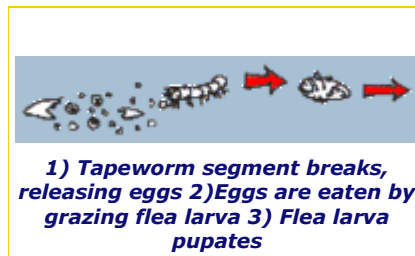 1) Tapeworm segment breaks,
releasing eggs 2)Eggs are eaten by
grazing flea larva 3) Flea larva
pupates